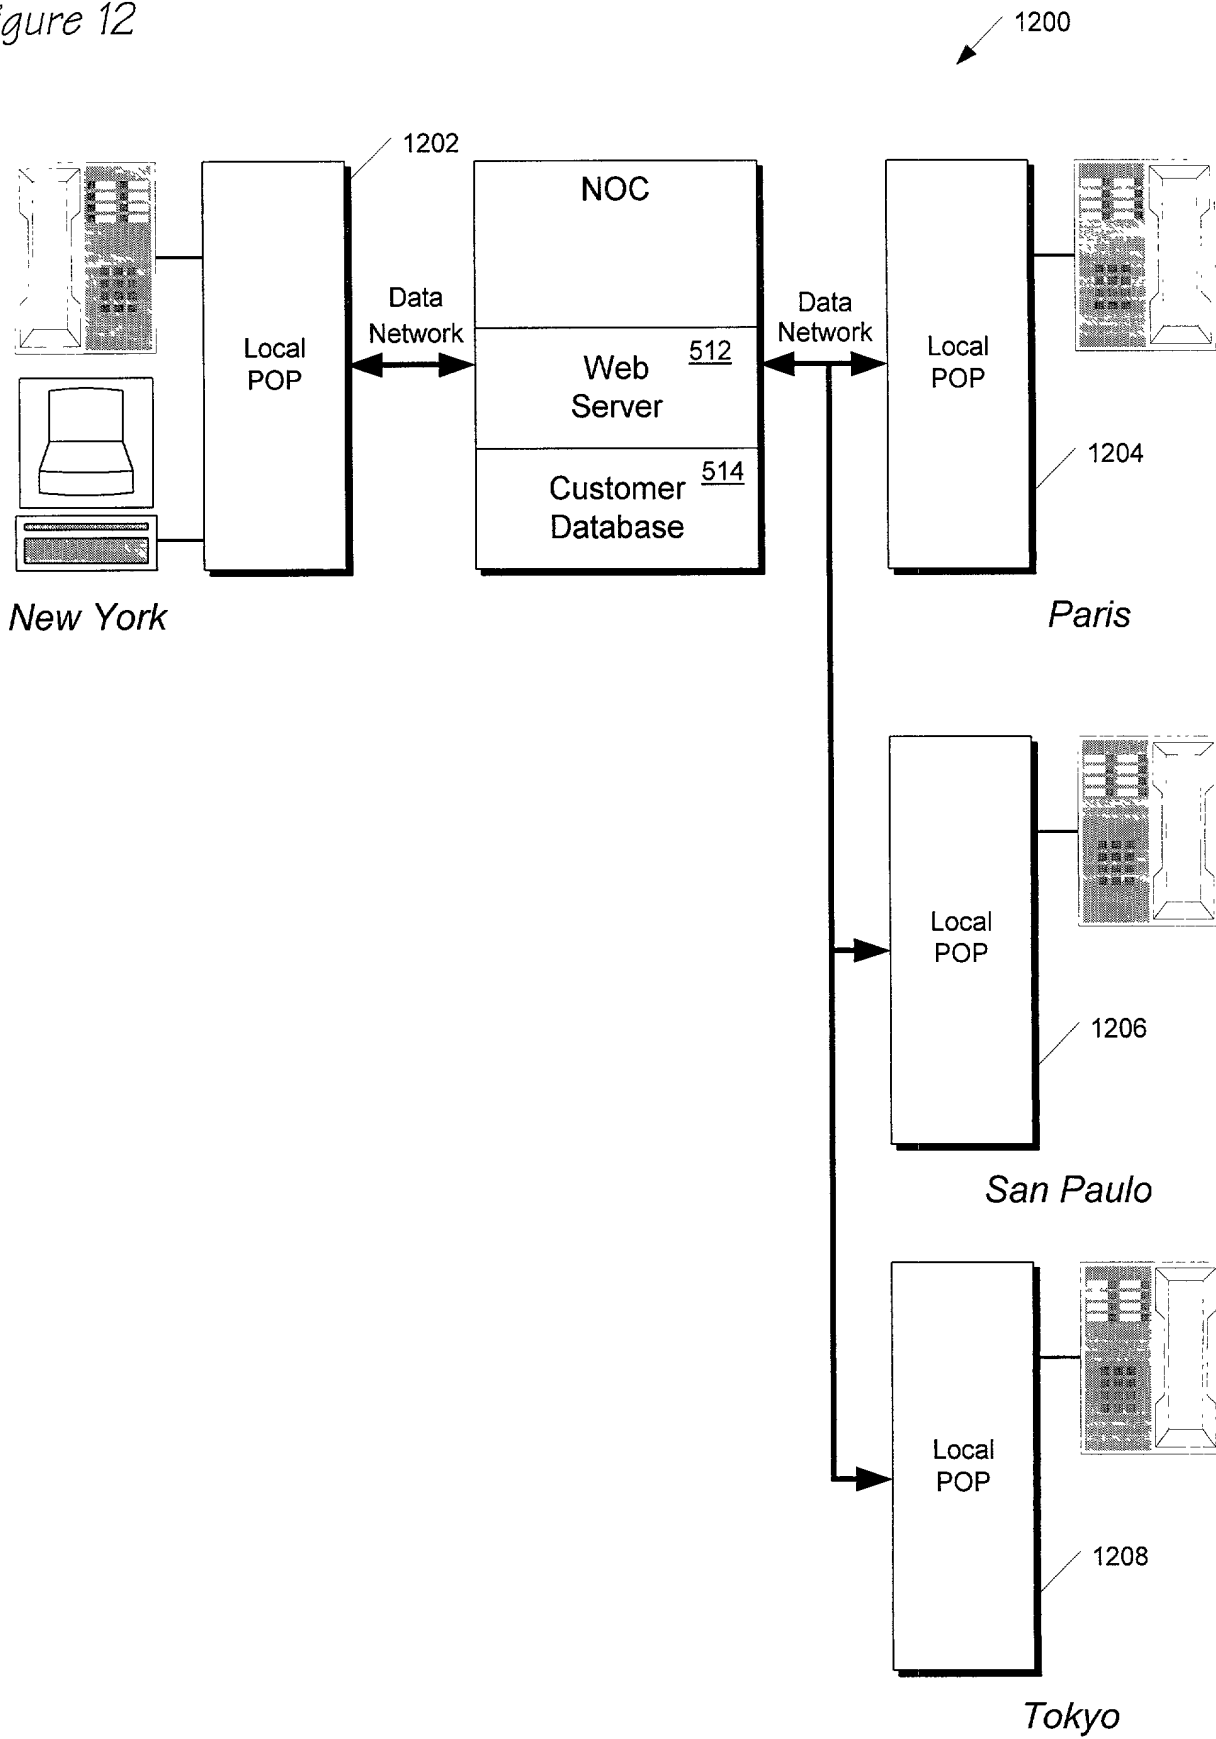 igure 12
1200
1202
NOC
Data
Network
Data
Network
Local
POP
512
Web
Server
Local
POP
1204
514
Customer
Database
New York
Paris
Local
POP
1206
San Paulo
Local
POP
1208
Tokyo